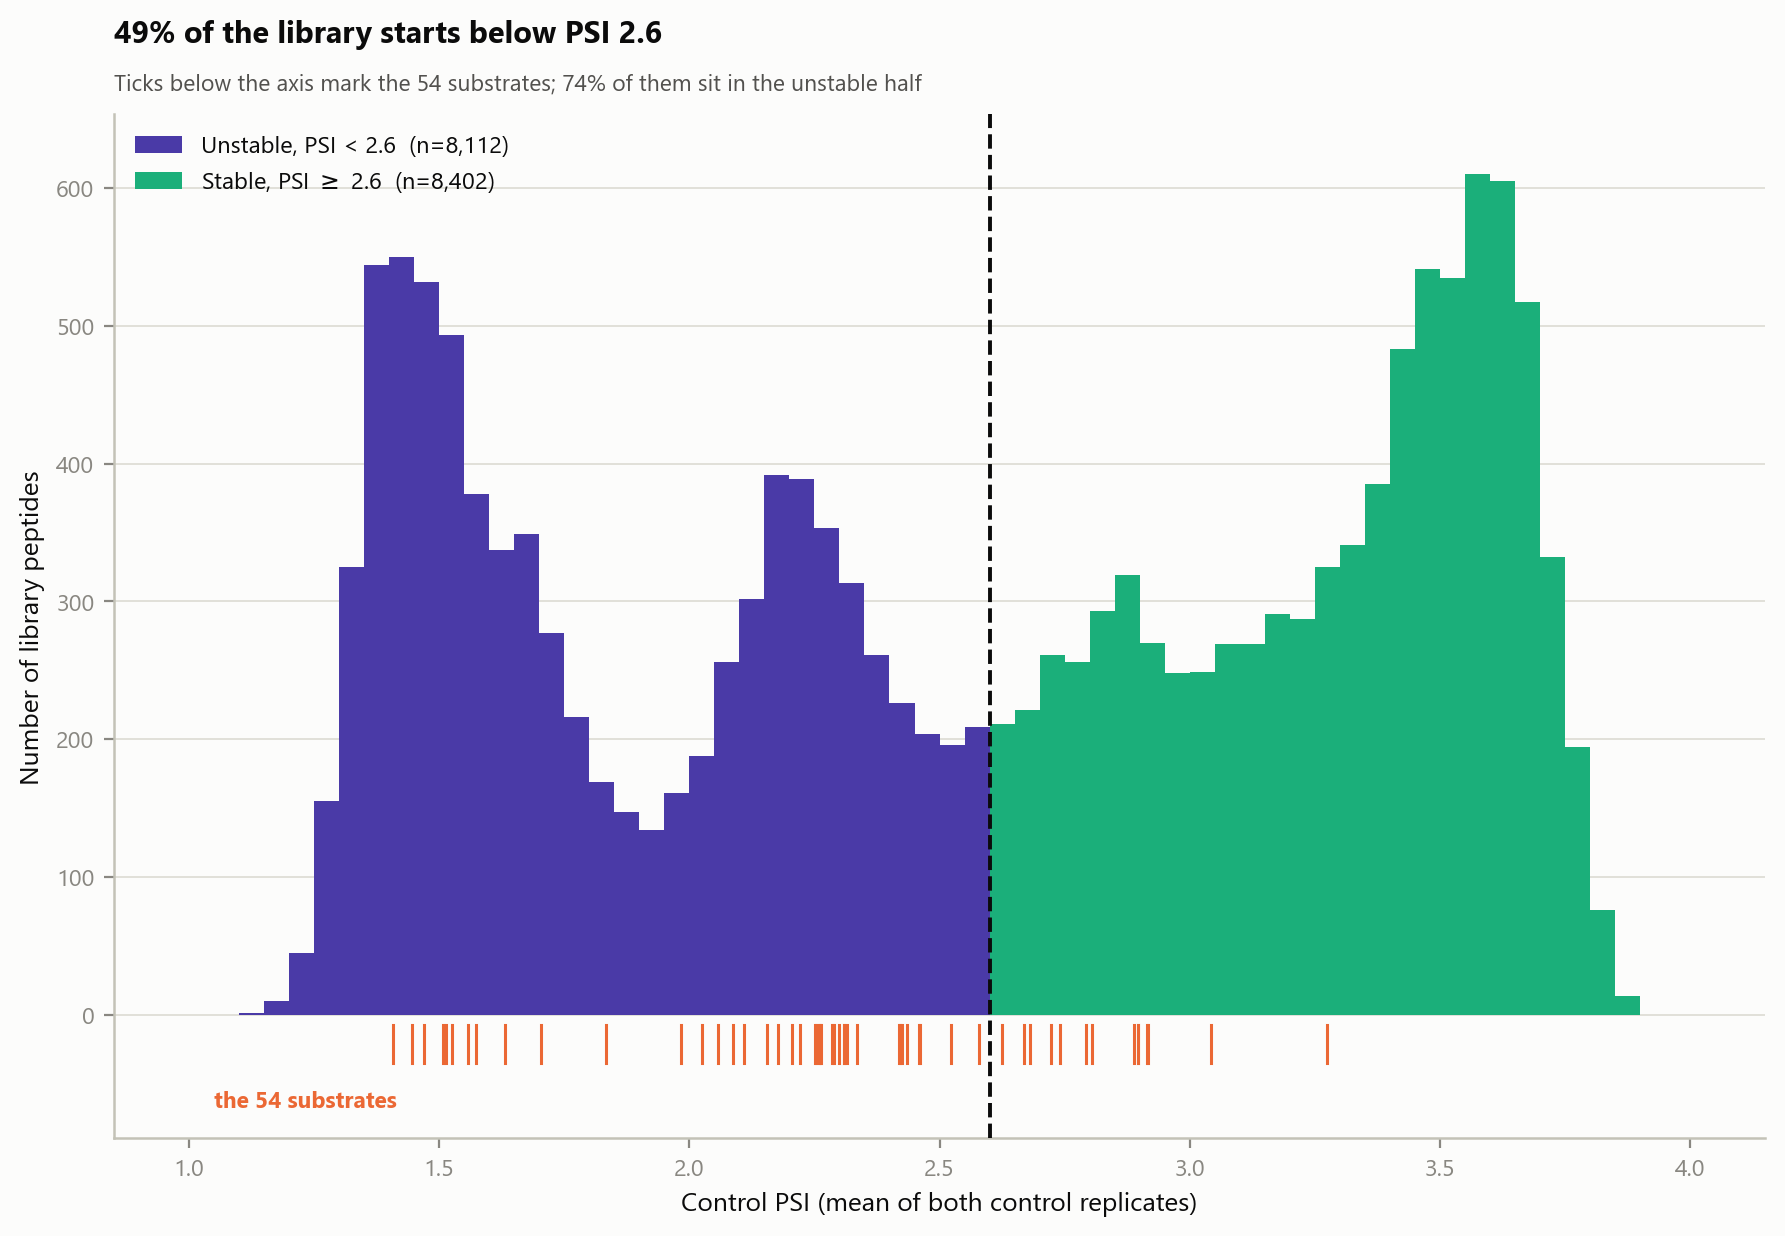 49% of the library starts below PSI 2.6
Ticks below the axis mark the 54 substrates; 74% of them sit in the unstable half
Unstable, PSI < 2.6 (n=8,112)
Stable, PSI ≥ 2.6 (n=8,402)
Number of library peptides
600
500
400
300
200
100
0
the 54 substrates
1.0
1.5
2.0
2.5
3.0
3.5
4.0
Control PSI (mean of both control replicates)